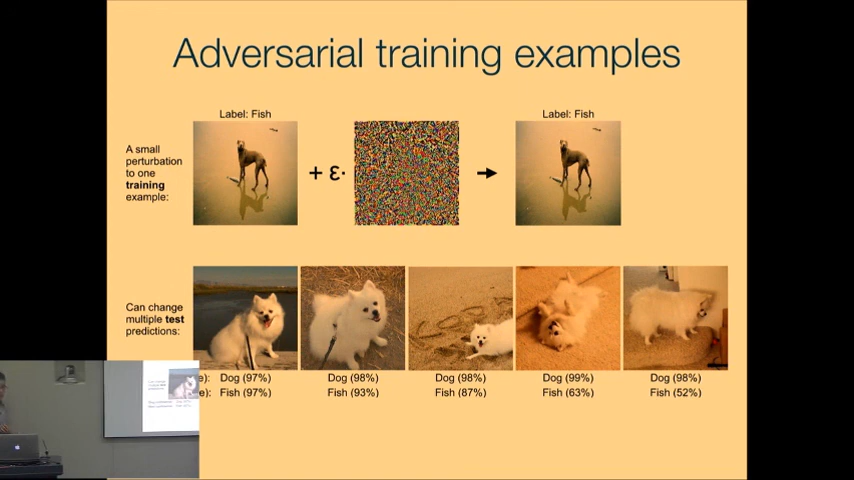 Adversarial training examples
Label: Fish
Label: Fish
A small
perturbation
to one
training
example:
+ ε·
Can change
multiple test
predictions:
e): Dog (97%) Dog (98%) Dog (98%) Dog (99%) Dog (98%)
e): Fish (97%) Fish (93%) Fish (87%) Fish (63%) Fish (52%)